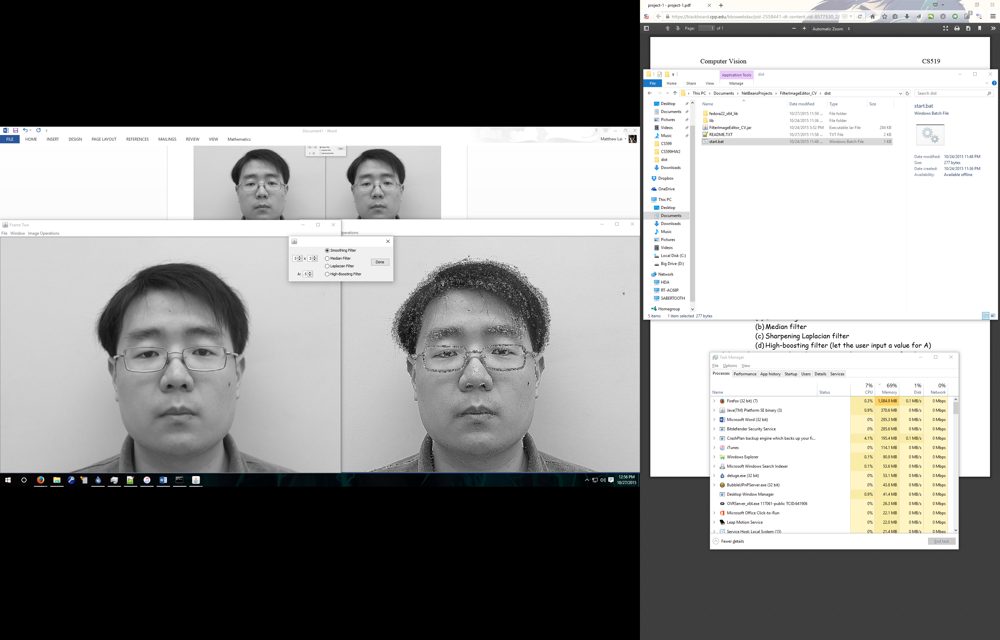 Document1 - Word
FILE HOME INSERT DESIGN PAGE LAYOUT REFERENCES MAILINGS REVIEW VIEW Mathematics
Matthew Lai
Median Filter
Laplacian Filter
High-Boosting Filter
Done
A:
Frame Two
File Window Image Operations
perations
Smoothing Filter
3 x 3 Median Filter
Done
Laplacian Filter
A: .5 High-Boosting Filter
12:56 PM
10/27/2015
project-1 - project-1.pdf
https://blackboard.cpp.edu/bbcswebdav/pid-2558441-dt-content-rid-8577530_2/
Page: 1 of 1 Automatic Zoom
Computer Vision CS519
Application Tools dist
File Home Share View Manage
This PC > Documents > NetBeansProjects > FilterImageEditor_CV > dist
Search dist
Name Date modified Type Size
fedora22_x64_lib 10/27/2015 11:59 ... File folder
lib 10/24/2015 11:36 ... File folder
FilterImageEditor_CV.jar 10/24/2015 5:52 PM Executable Jar File 284 KB
README.TXT 10/27/2015 11:58 ... TXT File 2 KB
start.bat 10/24/2015 11:48 ... Windows Batch File 1 KB
Desktop
Documents
Pictures
Videos
Music
CS599
CS599HW2
dist
Downloads
Dropbox
OneDrive
This PC
Desktop
Documents
Downloads
Music
Pictures
Videos
Local Disk (C:)
Big Drive (D:)
Network
HDA
RT-AC68P
SABERTOOTH
Homegroup
start.bat
Windows Batch File
Date modified: 10/24/2015 11:48 PM
Size: 277 bytes
Date created: 10/24/2015 11:36 PM
Availability: Available offline
5 items 1 item selected 277 bytes
(b) Median filter
(c) Sharpening Laplacian filter
(d) High-boosting filter (let the user input a value for A)
Task Manager
File Options View
Processes Performance App history Startup Users Details Services
7% 69% 1% 0%
Name Status CPU Memory Disk Network
Firefox (32 bit) (7) 0.3% 1,084.9 MB 0.1 MB/s 0 Mbps
Java(TM) Platform SE binary (3) 0.9% 370.6 MB 0 MB/s 0 Mbps
Microsoft Word (32 bit) 0% 295.3 MB 0 MB/s 0 Mbps
Bitdefender Security Service 0% 285.6 MB 0 MB/s 0 Mbps
CrashPlan backup engine which backs up your fi... 4.1% 195.4 MB 0.1 MB/s 0 Mbps
iTunes 0% 114.1 MB 0 MB/s 0 Mbps
Windows Explorer 0.1% 90.9 MB 0 MB/s 0 Mbps
Microsoft Windows Search Indexer 0.1% 53.6 MB 0 MB/s 0 Mbps
deluge.exe (32 bit) 0% 53.1 MB 0 MB/s 0 Mbps
BubbleUPnPServer.exe (32 bit) 0% 43.8 MB 0 MB/s 0 Mbps
Desktop Window Manager 0.9% 41.4 MB 0 MB/s 0 Mbps
OVRServer_x64.exe 117061-public TCID:641906 0% 26.3 MB 0 MB/s 0 Mbps
Microsoft Office Click-to-Run 0% 22.1 MB 0 MB/s 0 Mbps
Leap Motion Service 0% 22.0 MB 0 MB/s 0 Mbps
Service Host: Local System (15) 0% 21.4 MB 0 MB/s 0 Mbps
Fewer details End task